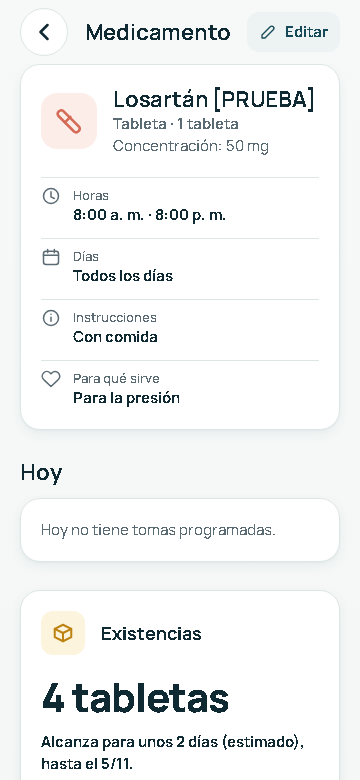 Medicamento
Editar
Losartán [PRUEBA]
Tableta · 1 tableta
Concentración: 50 mg
Horas
8:00 a. m. · 8:00 p. m.
Días
Todos los días
Instrucciones
Con comida
Para qué sirve
Para la presión
Hoy
Hoy no tiene tomas programadas.
Existencias
4 tabletas
Alcanza para unos 2 días (estimado),
hasta el 5/11.